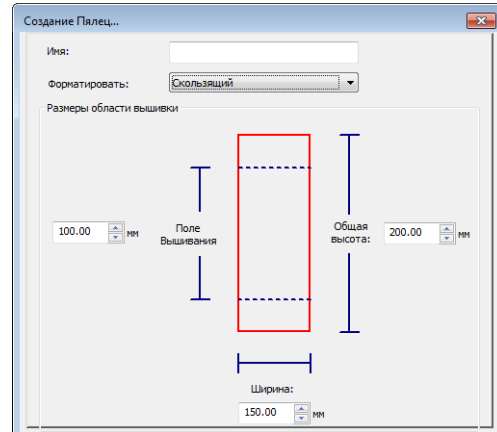 Создание Пялец...
Имя:
Форматировать: Скользящий
Размеры области вышивки
100.00 мм
Поле
Вышивания
Общая
высота:
200.00 мм
Ширина:
150.00 мм